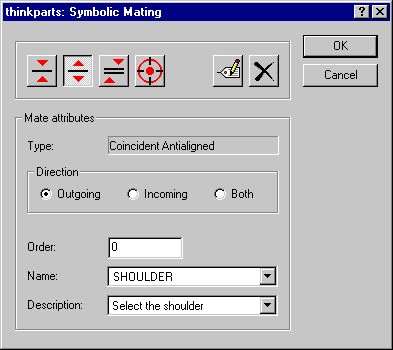 thinkparts: Symbolic Mating
OK
Cancel
Mate attributes
Type: Coincident Antialigned
Direction
Outgoing Incoming Both
Order: 0
Name: SHOULDER
Description: Select the shoulder